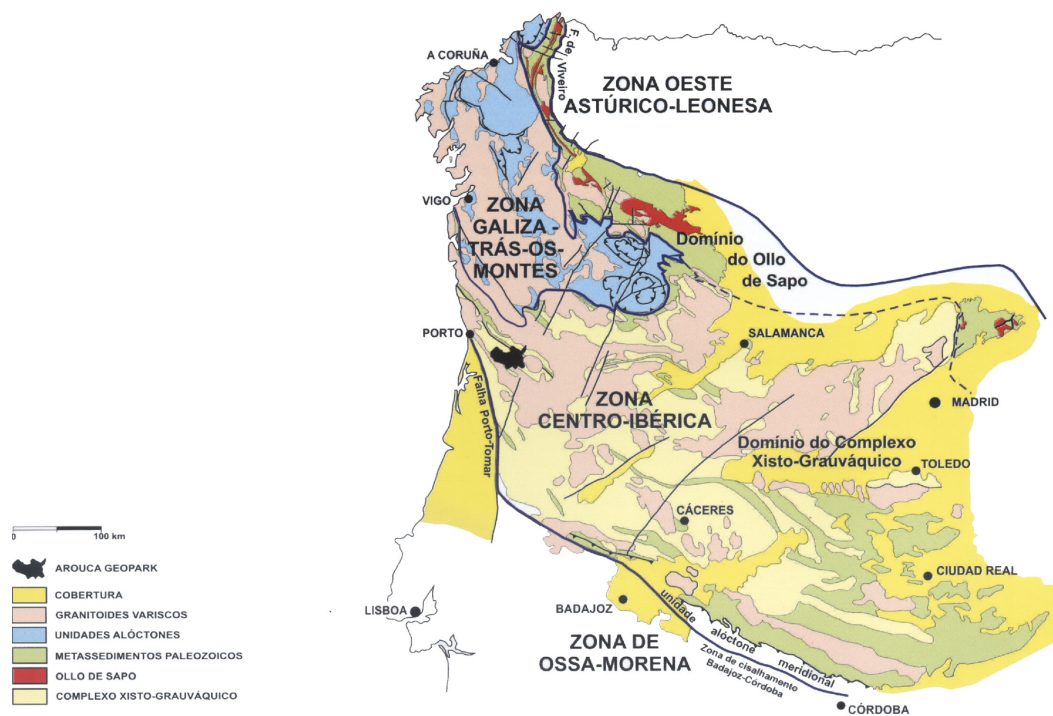 A CORUÑA
F. de Viveiro
ZONA OESTE
ASTÚRICO-LEONESA
VIGO
ZONA
GALIZA -
TRÁS-OS-
MONTES
Domínio
do Ollo
de Sapo
PORTO
SALAMANCA
Falha Porto-Tomar
ZONA
CENTRO-IBÉRICA
MADRID
Domínio do Complexo
Xisto-Grauváquico
TOLEDO
CÁCERES
CIUDAD REAL
LISBOA
BADAJOZ
unidade alóctone meridional
ZONA DE
OSSA-MORENA
Zona de cisalhamento
Badajoz-Córdoba
CÓRDOBA
0 100 km
AROUCA GEOPARK
COBERTURA
GRANITOIDES VARISCOS
UNIDADES ALÓCTONES
METASSEDIMENTOS PALEOZOICOS
OLLO DE SAPO
COMPLEXO XISTO-GRAUVÁQUICO